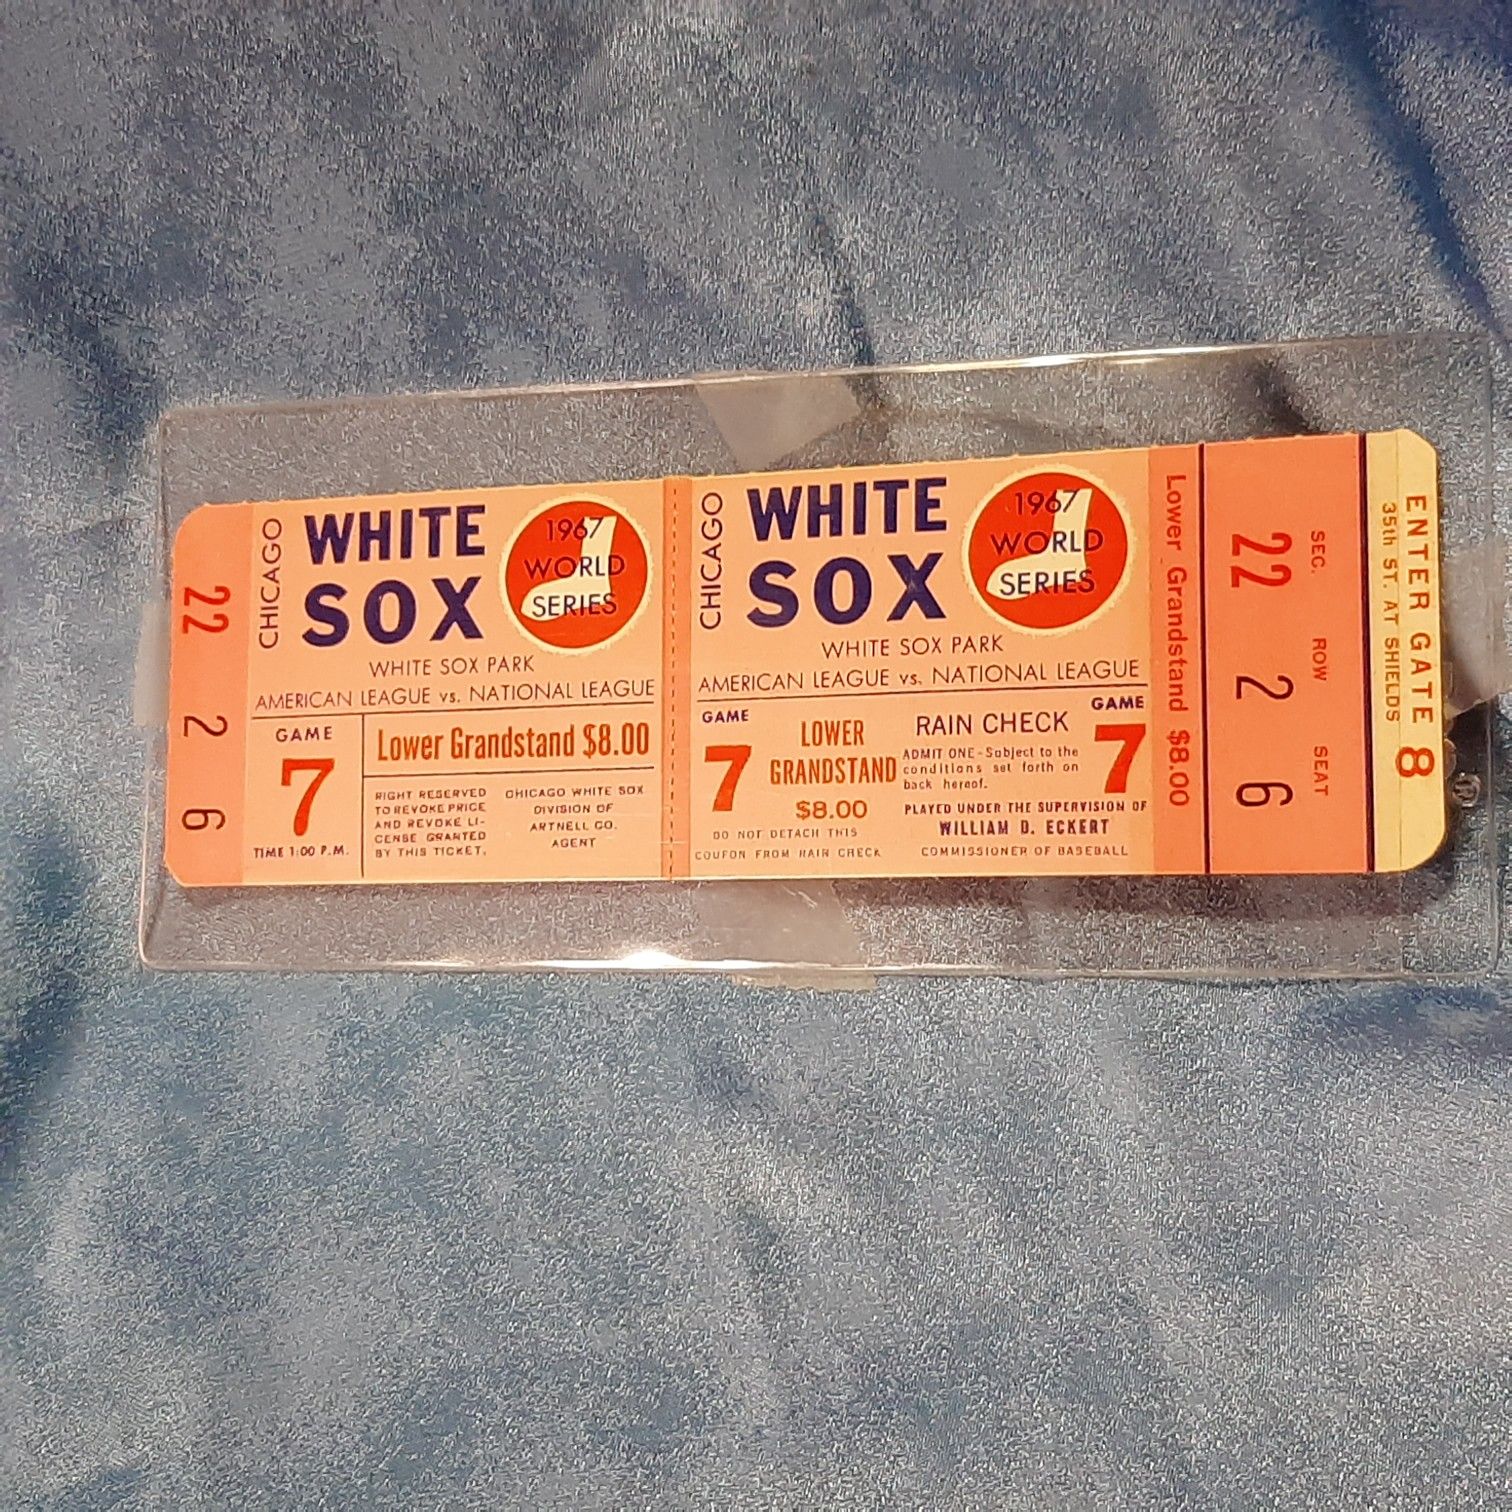 22
2
6
CHICAGO
WHITE
SOX
1967
WORLD
SERIES
WHITE SOX PARK
AMERICAN LEAGUE vs. NATIONAL LEAGUE
GAME
7
TIME 1:00 P.M.
Lower Grandstand $8.00
RIGHT RESERVED
TO REVOKE PRICE
AND REVOKE LI-
CENSE GRANTED
BY THIS TICKET.
CHICAGO WHITE SOX
DIVISION OF
ARTNELL CO.
AGENT
CHICAGO
WHITE
SOX
1967
WORLD
SERIES
WHITE SOX PARK
AMERICAN LEAGUE vs. NATIONAL LEAGUE
GAME
7
LOWER
GRANDSTAND
$8.00
DO NOT DETACH THIS
COUPON FROM RAIN CHECK
RAIN CHECK
ADMIT ONE - Subject to the
conditions set forth on
back hereof.
GAME
7
PLAYED UNDER THE SUPERVISION OF
WILLIAM D. ECKERT
COMMISSIONER OF BASEBALL
Lower Grandstand $8.00
SEC. ROW SEAT
22 2 6
ENTER GATE 8
35th ST. AT SHIELDS